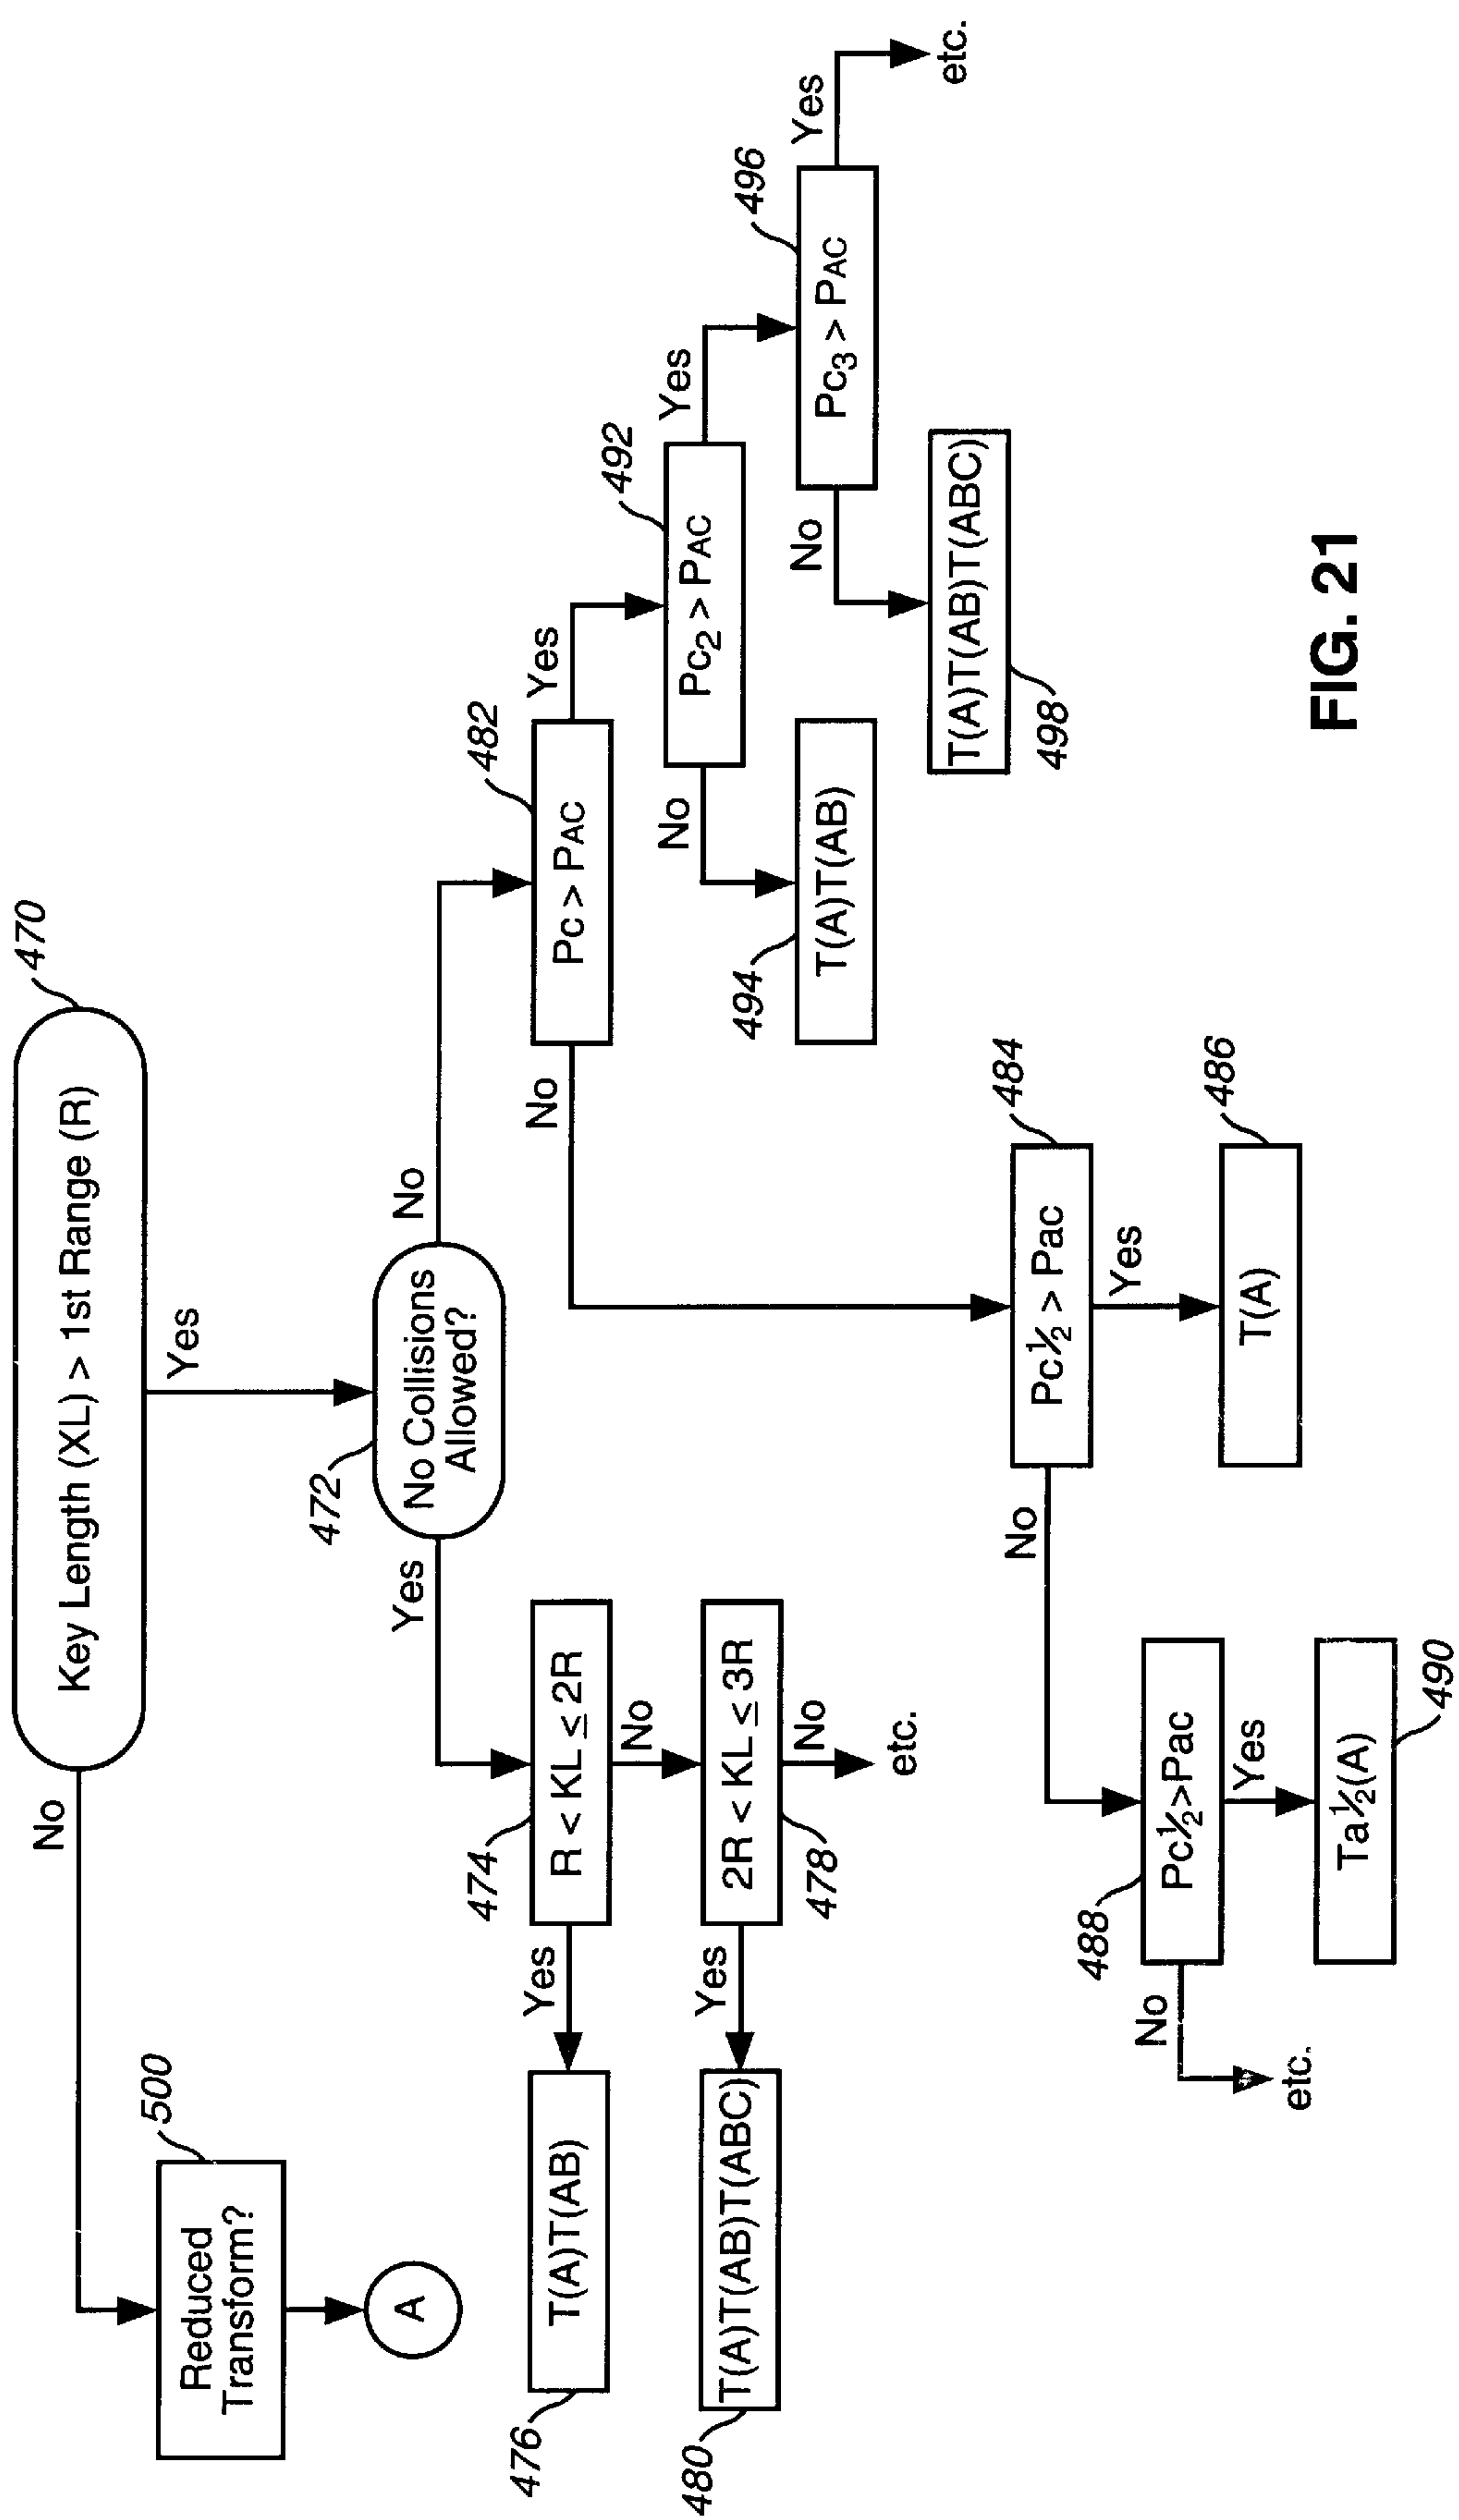 470
Key Length (XL) > 1st Range (R)
No
Yes
500
Reduced
Transform?
A
472
No Collisions
Allowed?
Yes
No
474
R < KL ≤ 2R
Yes
No
476
T(A)T(AB)
478
2R < KL ≤ 3R
Yes
No
etc.
480
T(A)T(AB)T(ABC)
482
Pc > PAC
No
Yes
492
Pc2 > PAC
No
Yes
494
T(A)T(AB)
496
Pc3 > PAC
No
Yes
etc.
498
T(A)T(AB)T(ABC)
484
Pc½ > Pac
No
Yes
486
T(A)
488
Pc½>Pac
No
Yes
etc.
490
Ta½(A)
FIG. 21